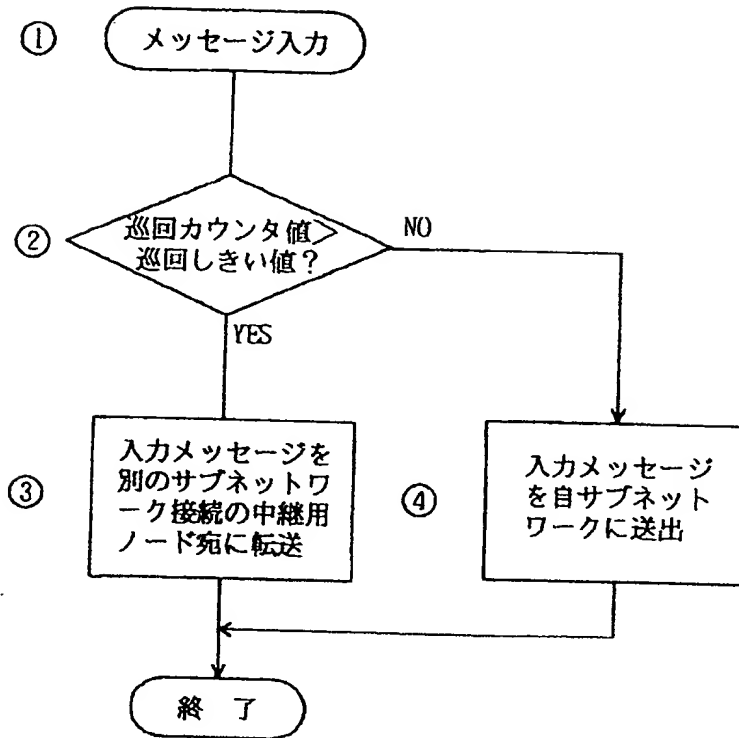 ① メッセージ入力
② 巡回カウンタ値>
巡回しきい値?
NO
YES
③ 入力メッセージを
別のサブネットワ
ーク接続の中継用
ノード宛に転送
④ 入力メッセージ
を自サブネット
ワークに送出
終 了